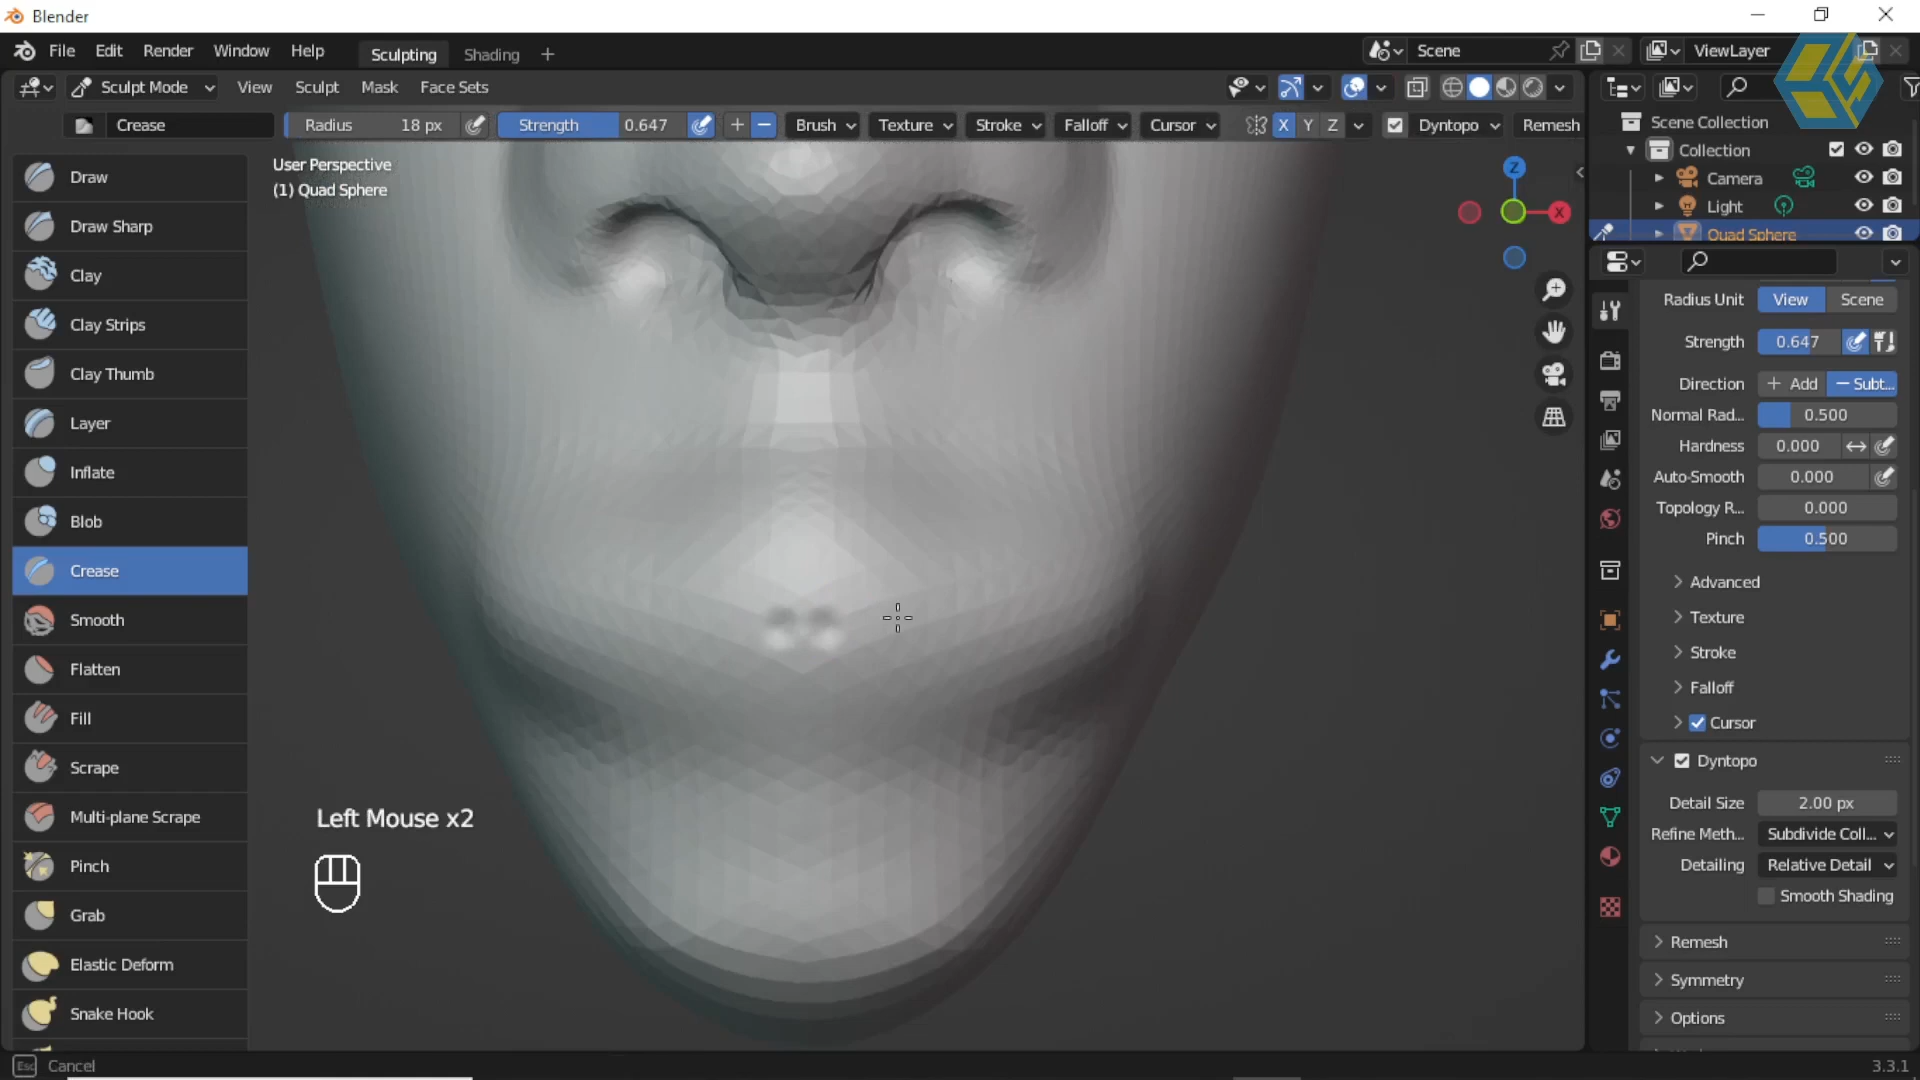 Blender
File Edit Render Window Help Sculpting Shading + Scene ViewLayer
Sculpt Mode View Sculpt Mask Face Sets
Crease Radius 18 px Strength 0.647 Brush Texture Stroke Falloff Cursor X Y Z Dyntopo Remesh
User Perspective
(1) Quad Sphere
Draw
Draw Sharp
Clay
Clay Strips
Clay Thumb
Layer
Inflate
Blob
Crease
Smooth
Flatten
Fill
Scrape
Multi-plane Scrape
Pinch
Grab
Elastic Deform
Snake Hook
Left Mouse x2
Z
X
Scene Collection
Collection
Camera
Light
Quad Sphere
Radius Unit View Scene
Strength 0.647
Direction + Add − Subt...
Normal Rad... 0.500
Hardness 0.000
Auto-Smooth 0.000
Topology R... 0.000
Pinch 0.500
Advanced
Texture
Stroke
Falloff
Cursor
Dyntopo
Detail Size 2.00 px
Refine Meth... Subdivide Coll...
Detailing Relative Detail
Smooth Shading
Remesh
Symmetry
Options
Esc Cancel
3.3.1